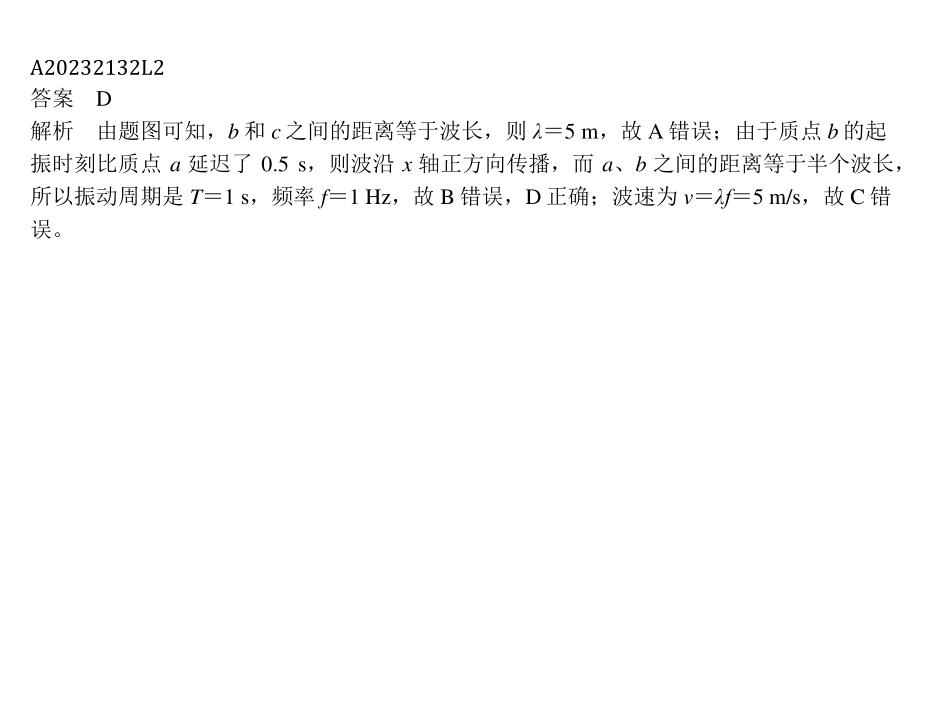 A20232132L2
答案　D
解析　由题图可知，b 和 c 之间的距离等于波长，则 λ＝5 m，故 A 错误；由于质点 b 的起
振时刻比质点 a 延迟了 0.5 s，则波沿 x 轴正方向传播，而 a、b 之间的距离等于半个波长，
所以振动周期是 T＝1 s，频率 f＝1 Hz，故 B 错误，D 正确；波速为 v＝λf＝5 m/s，故 C 错
误。